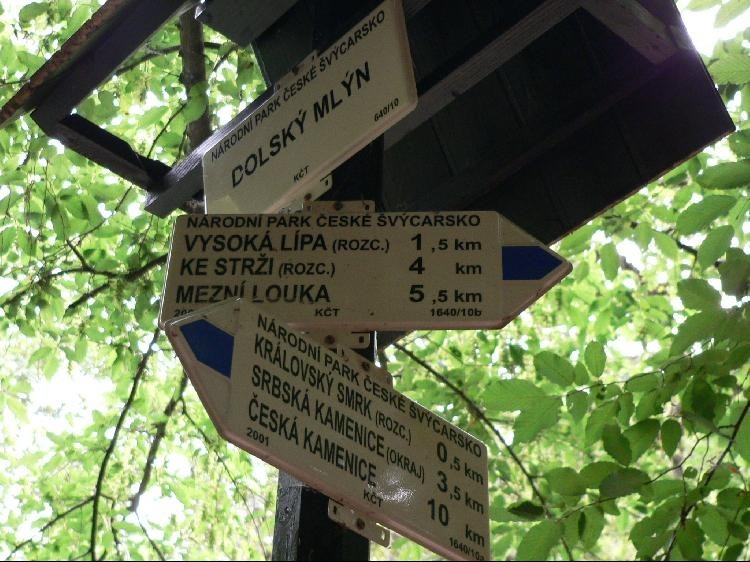 NÁRODNÍ PARK ČESKÉ ŠVÝCARSKO
DOLSKÝ MLÝN
KČT 640/10
NÁRODNÍ PARK ČESKÉ ŠVÝCARSKO
VYSOKÁ LÍPA (ROZC.) 1,5 km
KE STRŽI (ROZC.) 4 km
MEZNÍ LOUKA 5,5 km
KČT 1640/10b
NÁRODNÍ PARK ČESKÉ ŠVÝCARSKO
KRÁLOVSKÝ SMRK (ROZC.) 0,5 km
SRBSKÁ KAMENICE (OKRAJ) 3,5 km
ČESKÁ KAMENICE 10 km
2001 KČT 1640/10a